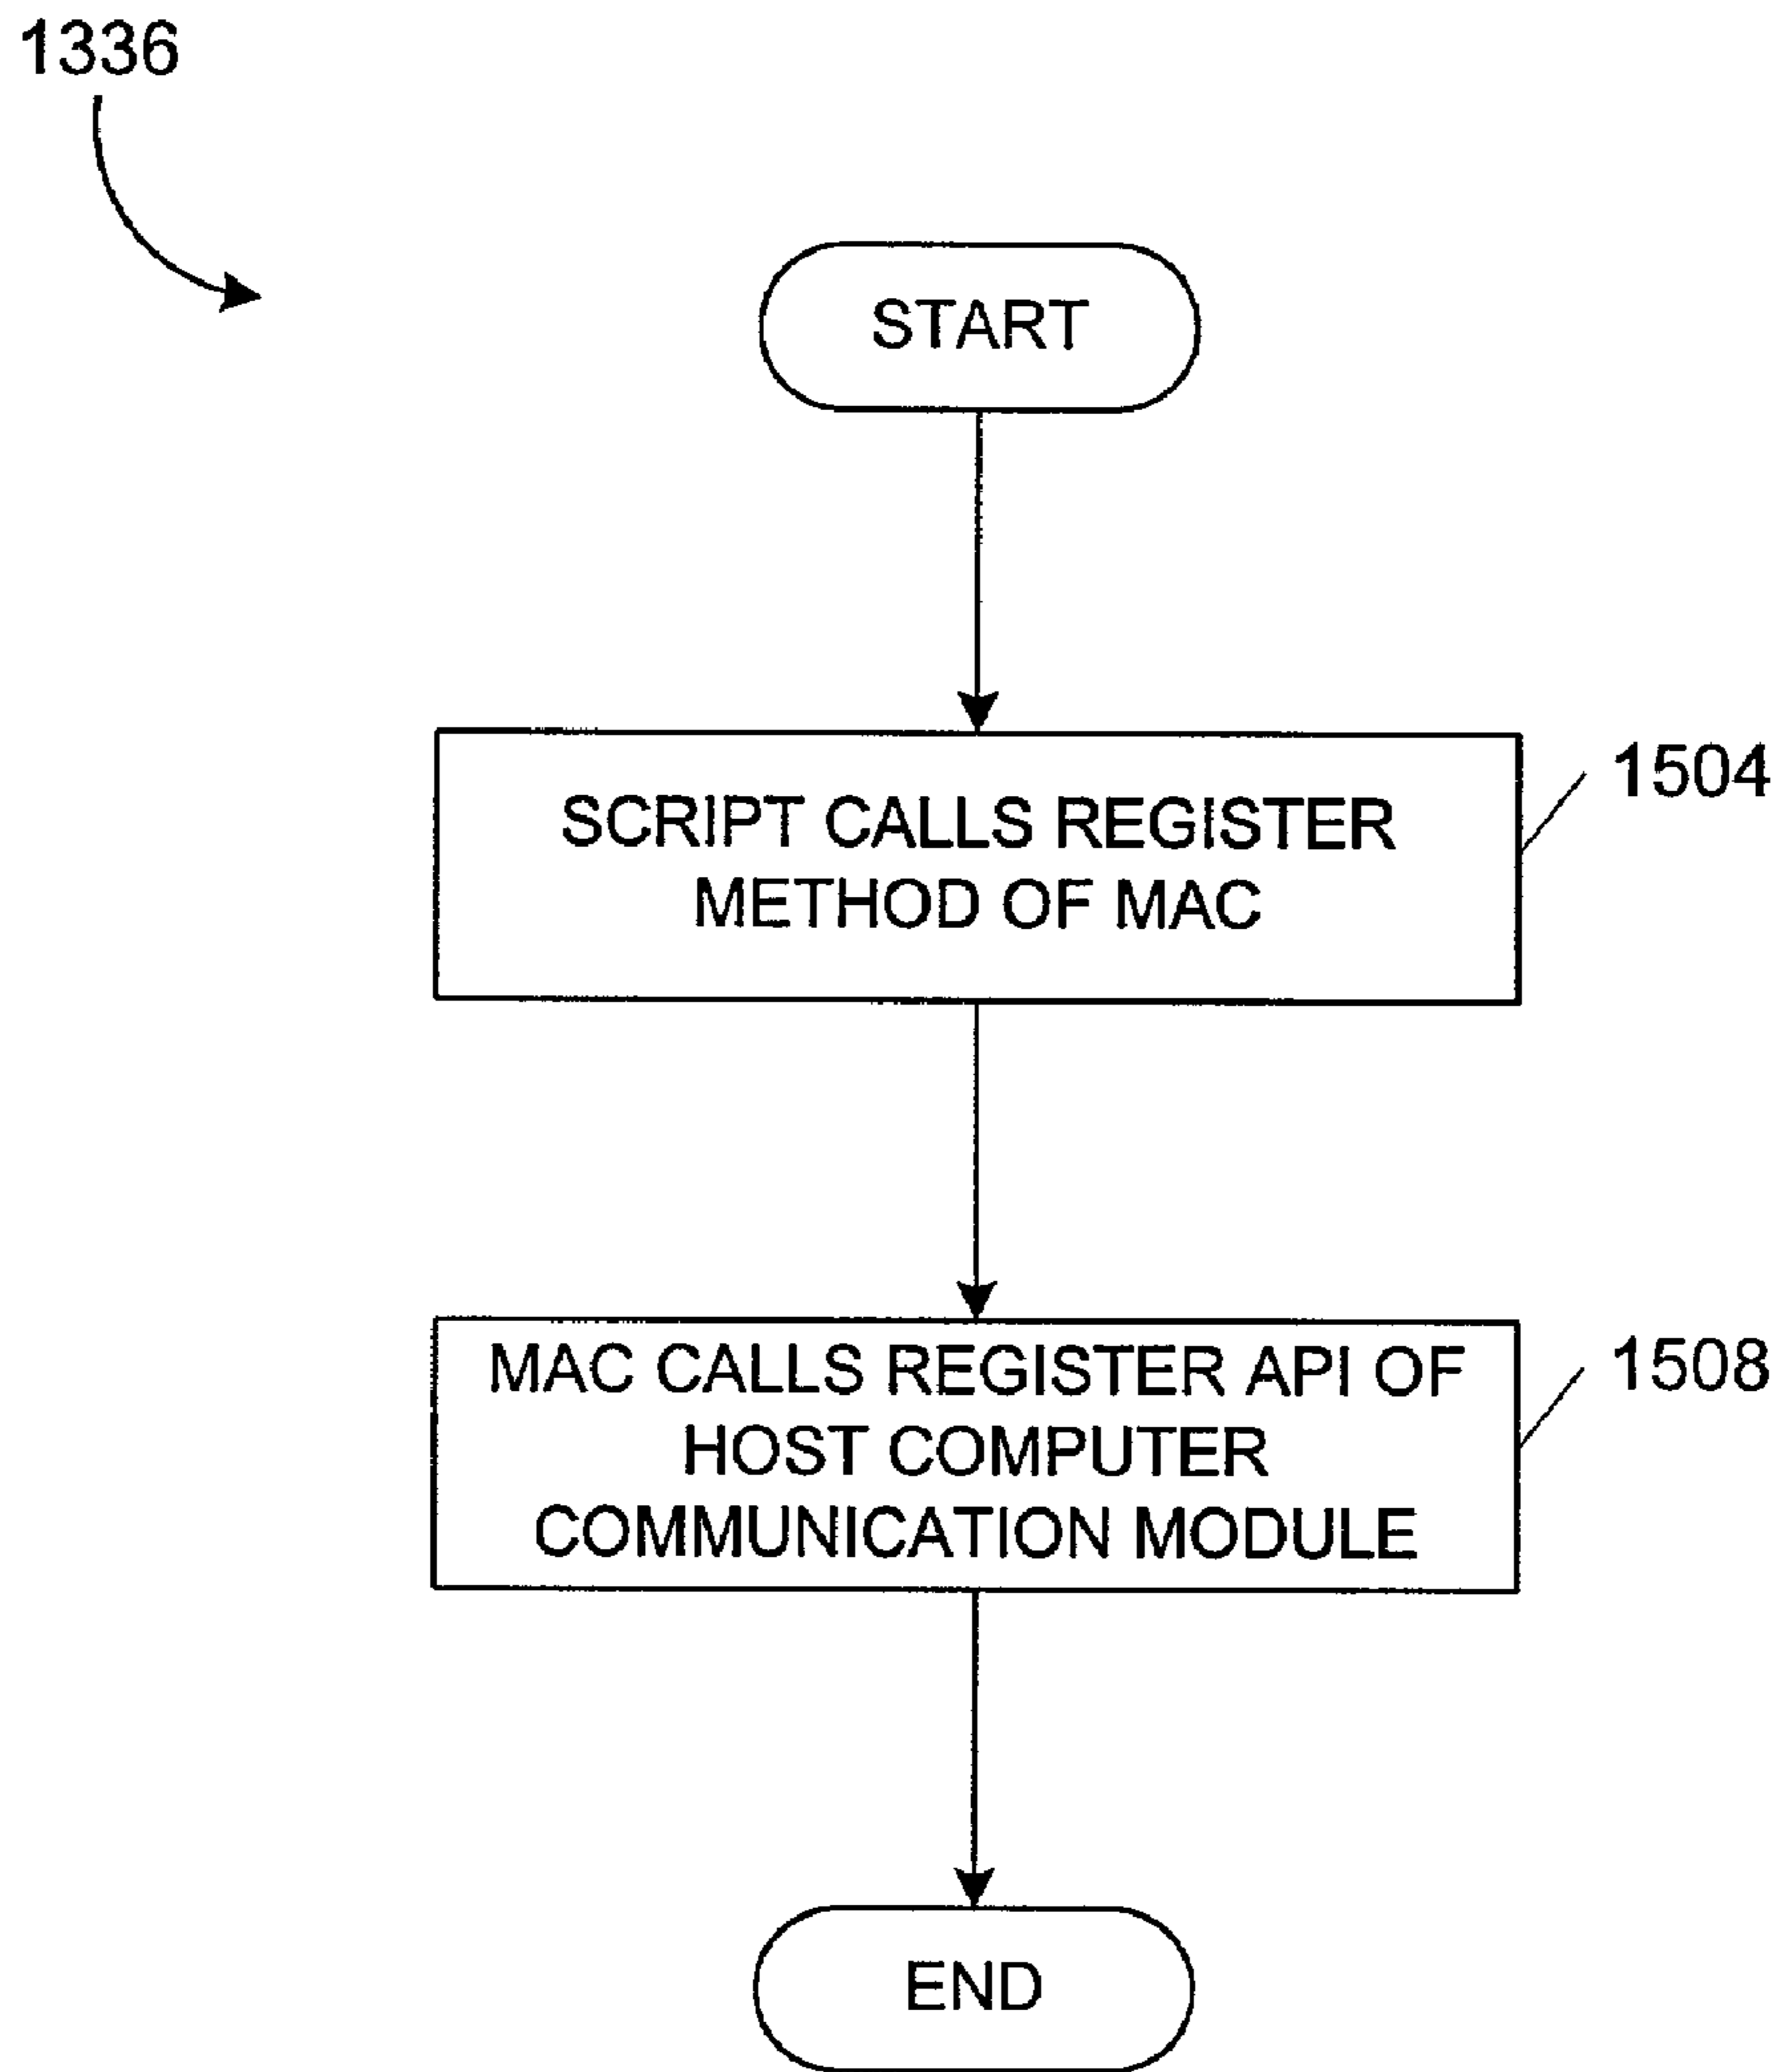 1336
START
SCRIPT CALLS REGISTER
METHOD OF MAC
1504
MAC CALLS REGISTER API OF
HOST COMPUTER
COMMUNICATION MODULE
1508
END